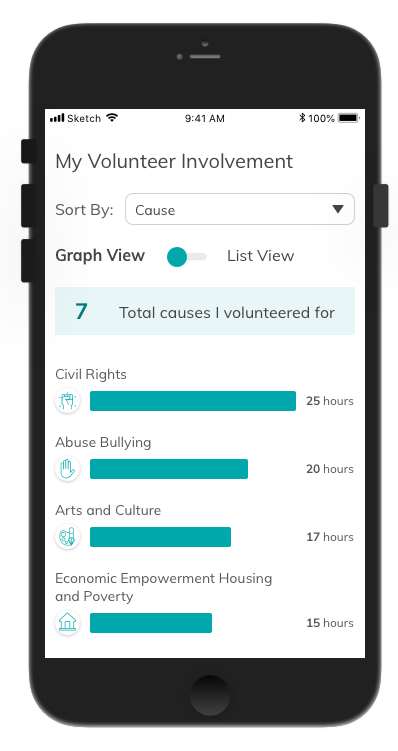 Sketch 9:41 AM 100%
My Volunteer Involvement
Sort By: Cause
Graph View List View
7 Total causes I volunteered for
Civil Rights
25 hours
Abuse Bullying
20 hours
Arts and Culture
17 hours
Economic Empowerment Housing
and Poverty
15 hours